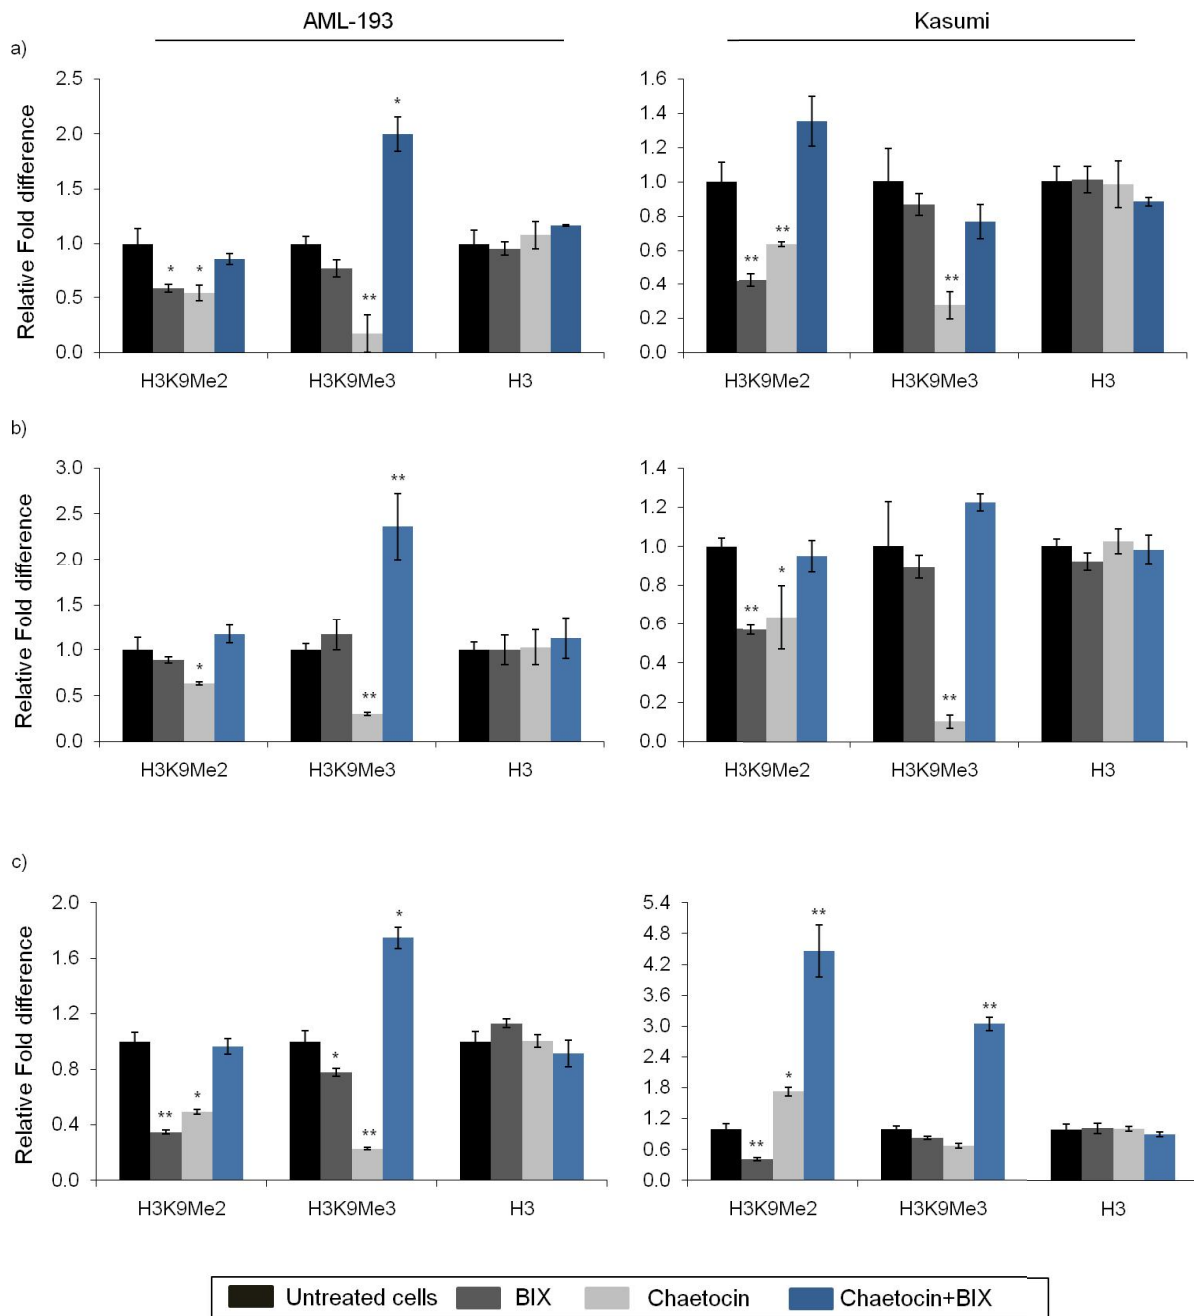 AML-193 Kasumi
a)
Relative Fold difference
2.5
2.0
1.5
1.0
0.5
0.0
* * ** *
H3K9Me2 H3K9Me3 H3
1.6
1.4
1.2
1.0
0.8
0.6
0.4
0.2
0.0
** ** **
H3K9Me2 H3K9Me3 H3
b)
Relative Fold difference
3.0
2.5
2.0
1.5
1.0
0.5
0.0
* ** **
H3K9Me2 H3K9Me3 H3
1.4
1.2
1.0
0.8
0.6
0.4
0.2
0.0
** * **
H3K9Me2 H3K9Me3 H3
c)
Relative Fold difference
2.0
1.6
1.2
0.8
0.4
0.0
** * * ** *
H3K9Me2 H3K9Me3 H3
5.4
4.8
4.2
3.6
3.0
2.4
1.8
1.2
0.6
0.0
** * ** **
H3K9Me2 H3K9Me3 H3
Untreated cells BIX Chaetocin Chaetocin+BIX